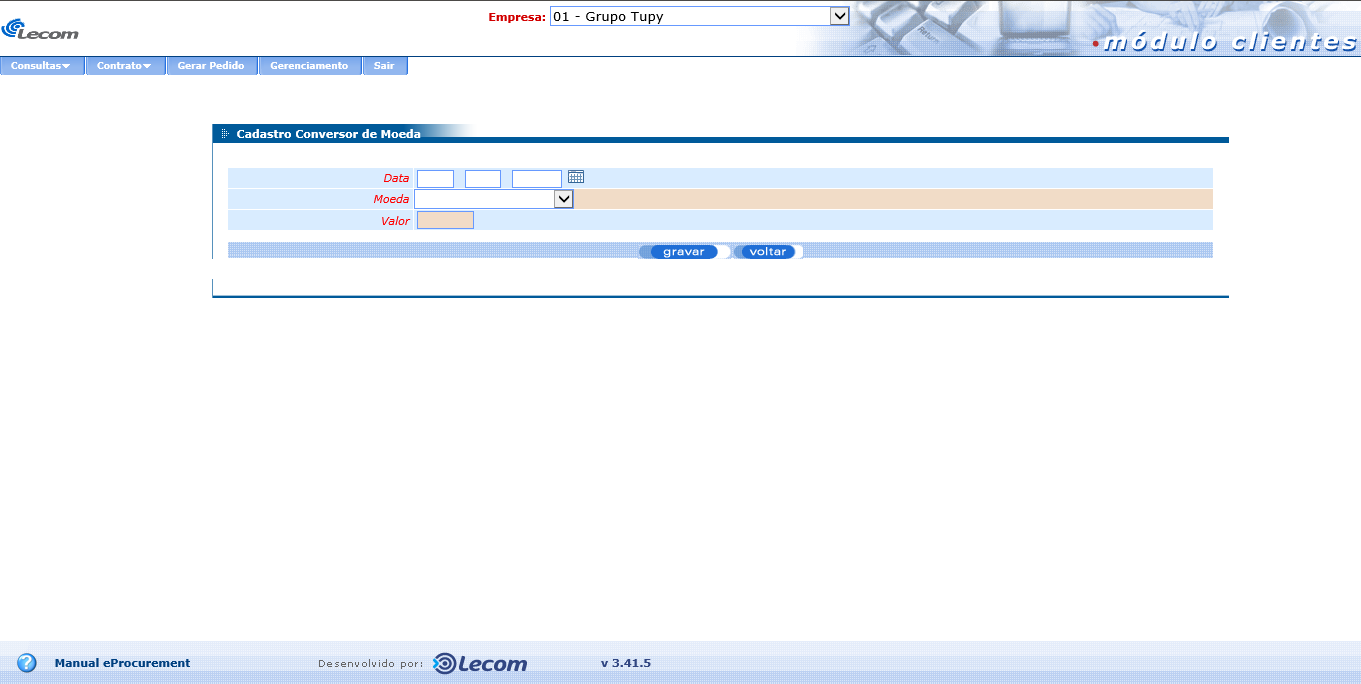 Lecom
Empresa: 01 - Grupo Tupy
Return
•módulo clientes
Consultas Contrato Gerar Pedido Gerenciamento Sair
Cadastro Conversor de Moeda
Data
Moeda
Valor
gravar voltar
? Manual eProcurement Desenvolvido por: Lecom v 3.41.5